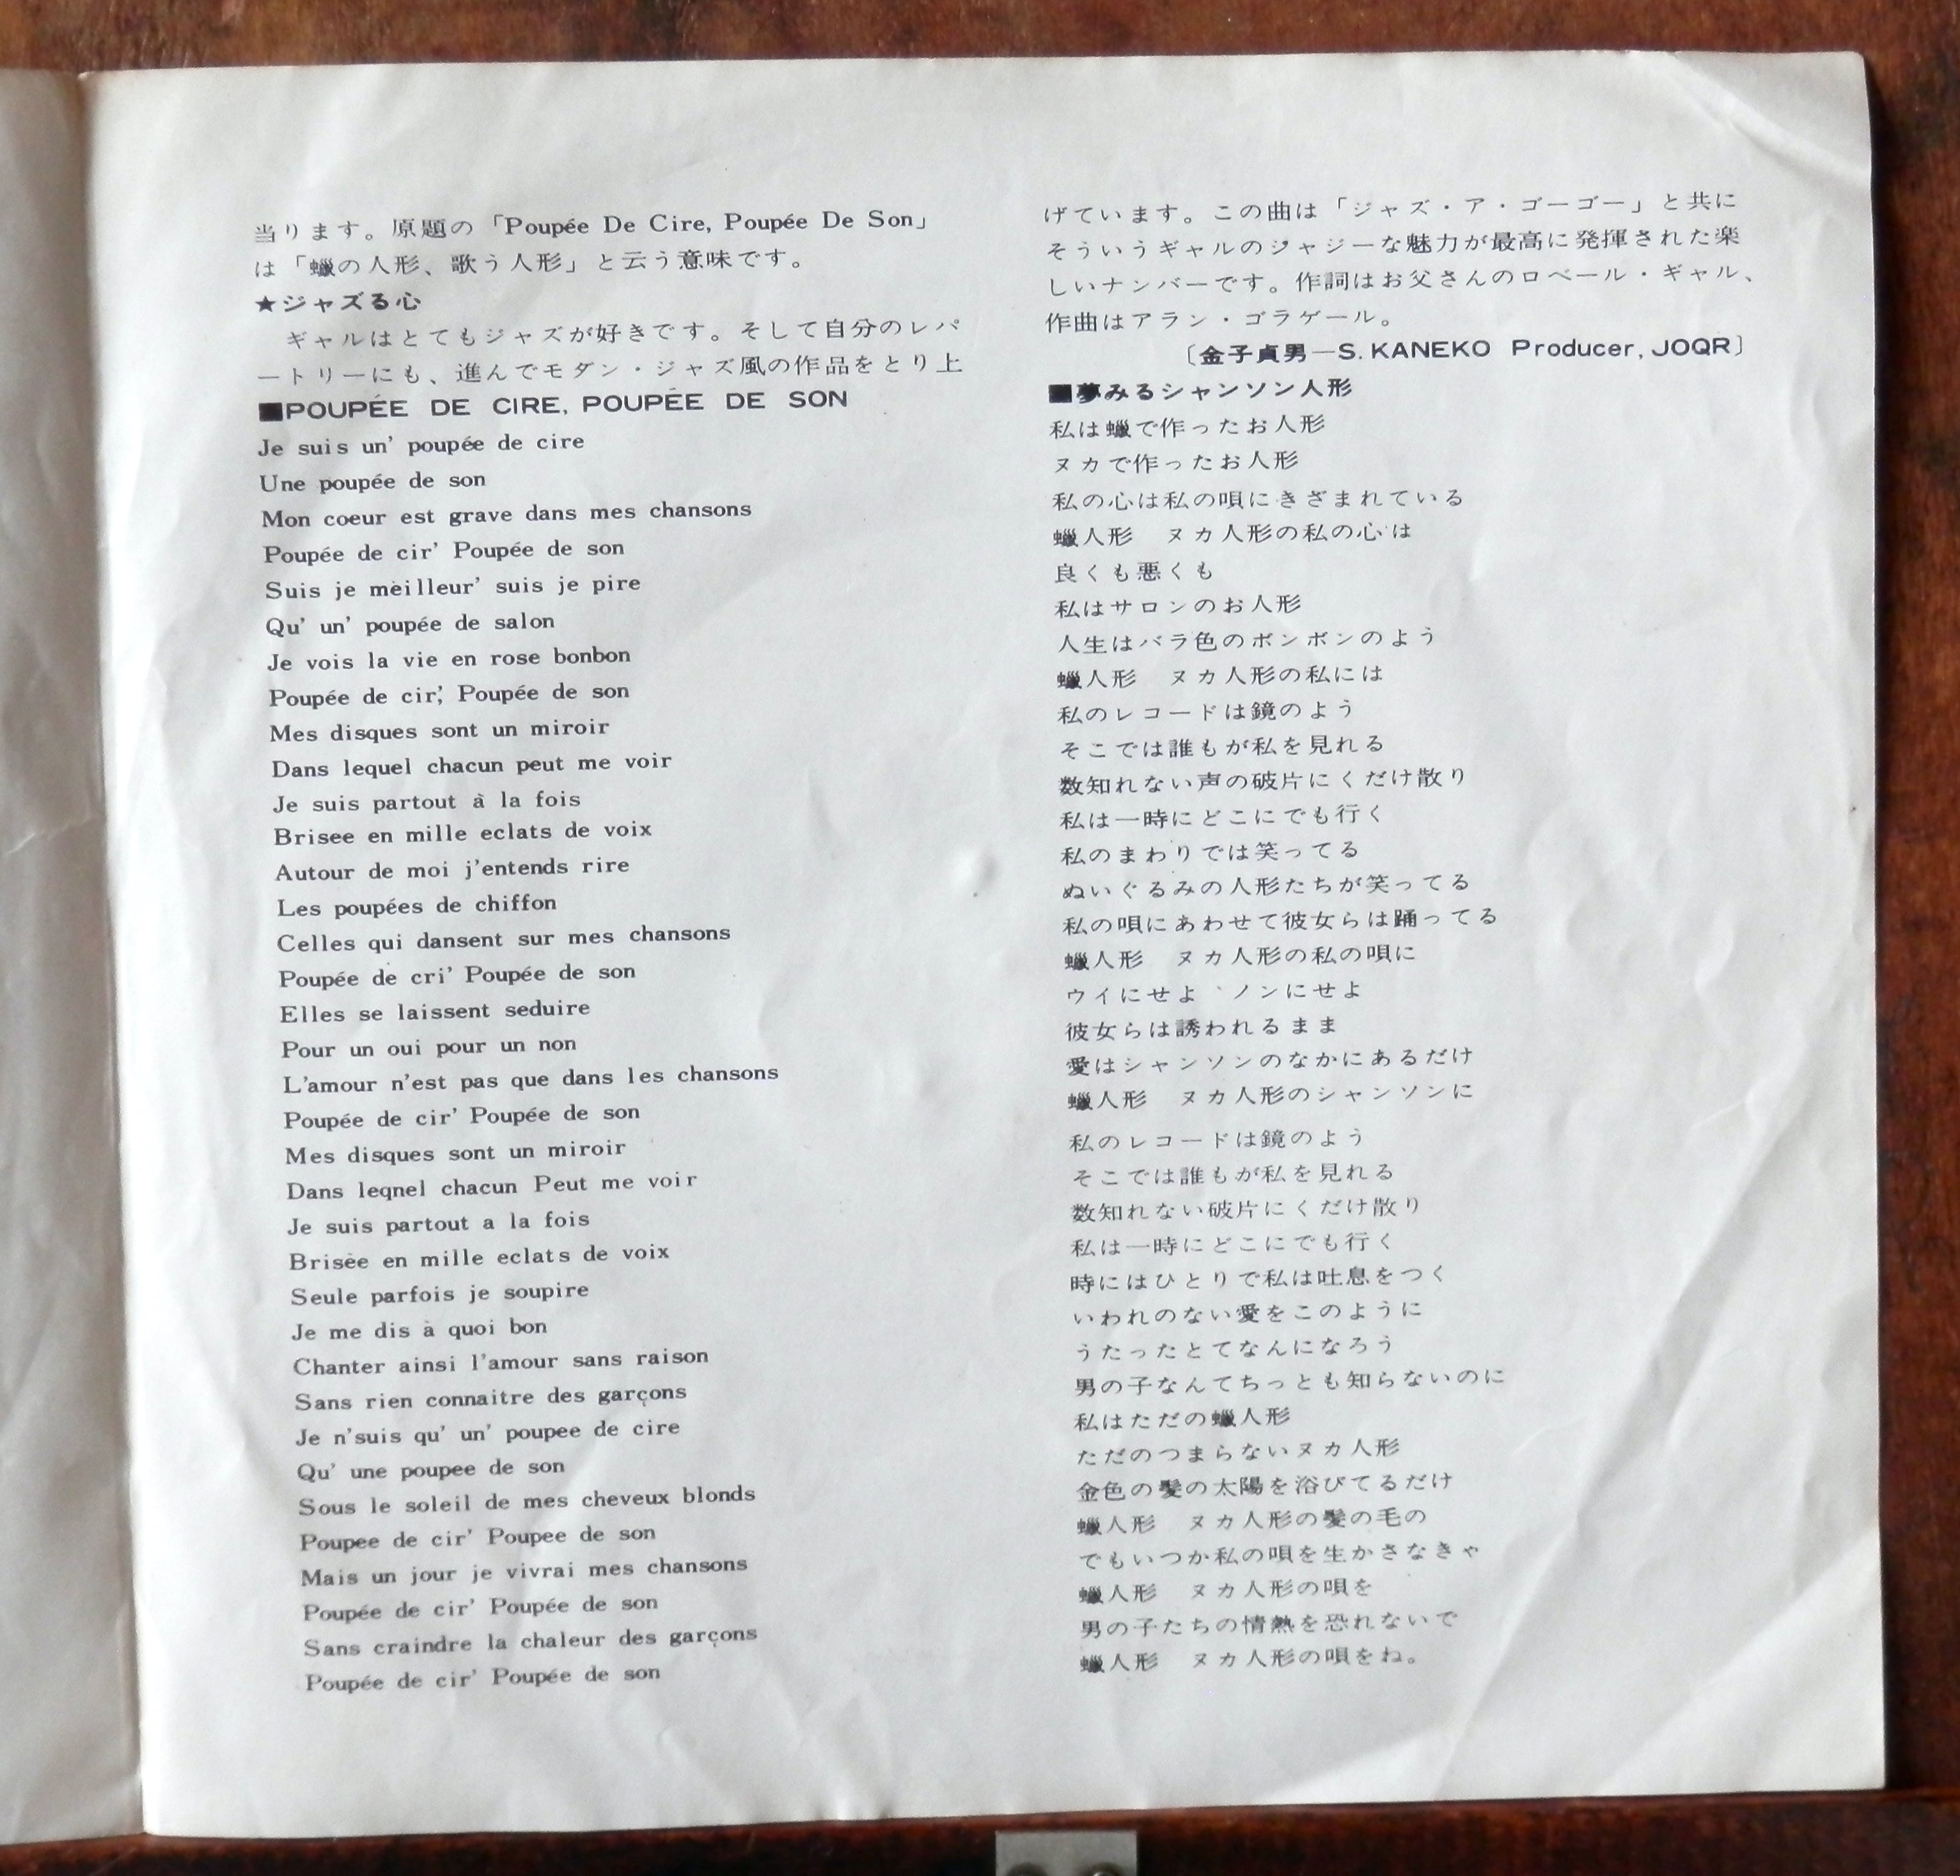 当ります。原題の「Poupée De Cire, Poupée De Son」
は「蠟の人形、歌う人形」と云う意味です。
★ジャズる心
ギャルはとてもジャズが好きです。そして自分のレパ
ートリーにも、進んでモダン・ジャズ風の作品をとり上
■POUPÉE DE CIRE, POUPÉE DE SON
Je suis un’ poupée de cire
Une poupée de son
Mon coeur est grave dans mes chansons
Poupée de cir’ Poupée de son
Suis je mèilleur’ suis je pire
Qu’ un’ poupée de salon
Je vois la vie en rose bonbon
Poupée de cir’, Poupée de son
Mes disques sont un miroir
Dans lequel chacun peut me voir
Je suis partout à la fois
Brisee en mille eclats de voix
Autour de moi j’entends rire
Les poupées de chiffon
Celles qui dansent sur mes chansons
Poupée de cri’ Poupée de son
Elles se laissent seduire
Pour un oui pour un non
L’amour n’est pas que dans les chansons
Poupée de cir’ Poupée de son
Mes disques sont un miroir
Dans leqnel chacun Peut me voir
Je suis partout a la fois
Brisèe en mille eclats de voix
Seule parfois je soupire
Je me dis à quoi bon
Chanter ainsi l’amour sans raison
Sans rien connaitre des garçons
Je n’suis qu’ un’ poupee de cire
Qu’ une poupee de son
Sous le soleil de mes cheveux blonds
Poupee de cir’ Poupee de son
Mais un jour je vivrai mes chansons
Poupée de cir’ Poupée de son
Sans craindre la chaleur des garçons
Poupée de cir’ Poupée de son
げています。この曲は「ジャズ・ア・ゴーゴー」と共に
そういうギャルのジャジーな魅力が最高に発揮された楽
しいナンバーです。作詞はお父さんのロベール・ギャル、
作曲はアラン・ゴラゲール。
〔金子貞男—S. KANEKO Producer, JOQR〕
■夢みるシャンソン人形
私は蠟で作ったお人形
ヌカで作ったお人形
私の心は私の唄にきざまれている
蠟人形　ヌカ人形の私の心は
良くも悪くも
私はサロンのお人形
人生はバラ色のボンボンのよう
蠟人形　ヌカ人形の私には
私のレコードは鏡のよう
そこでは誰もが私を見れる
数知れない声の破片にくだけ散り
私は一時にどこにでも行く
私のまわりでは笑ってる
ぬいぐるみの人形たちが笑ってる
私の唄にあわせて彼女らは踊ってる
蠟人形　ヌカ人形の私の唄に
ウイにせよ、ノンにせよ
彼女らは誘われるまま
愛はシャンソンのなかにあるだけ
蠟人形　ヌカ人形のシャンソンに
私のレコードは鏡のよう
そこでは誰もが私を見れる
数知れない破片にくだけ散り
私は一時にどこにでも行く
時にはひとりで私は吐息をつく
いわれのない愛をこのように
うたったとてなんになろう
男の子なんてちっとも知らないのに
私はただの蠟人形
ただのつまらないヌカ人形
金色の髪の太陽を浴びてるだけ
蠟人形　ヌカ人形の髪の毛の
でもいつか私の唄を生かさなきゃ
蠟人形　ヌカ人形の唄を
男の子たちの情熱を恐れないで
蠟人形　ヌカ人形の唄をね。